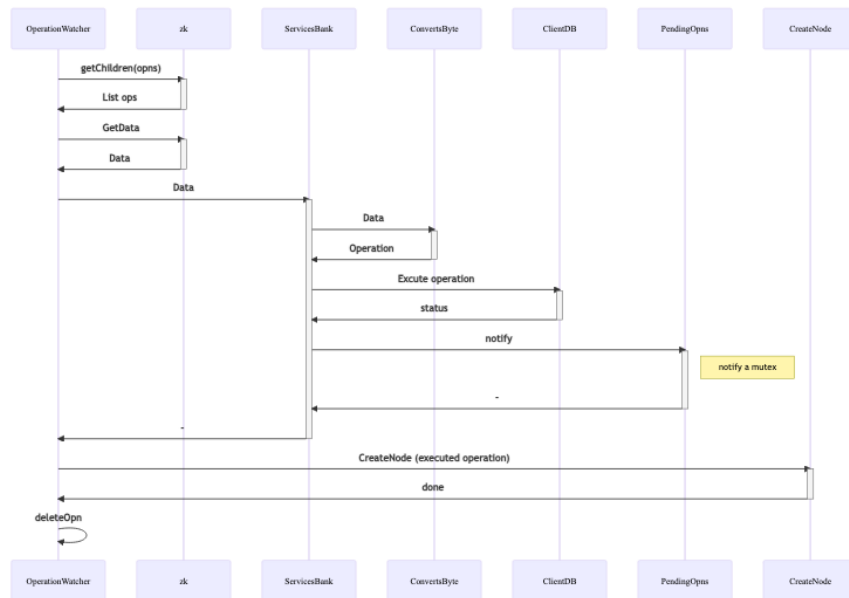 OperationWatcher zk ServicesBank ConvertsByte ClientDB PendingOpns CreateNode
getChildren(opns)
List ops
GetData
Data
Data
Data
Operation
Excute operation
status
notify
notify a mutex
-
-
CreateNode (executed operation)
done
deleteOpn
OperationWatcher zk ServicesBank ConvertsByte ClientDB PendingOpns CreateNode